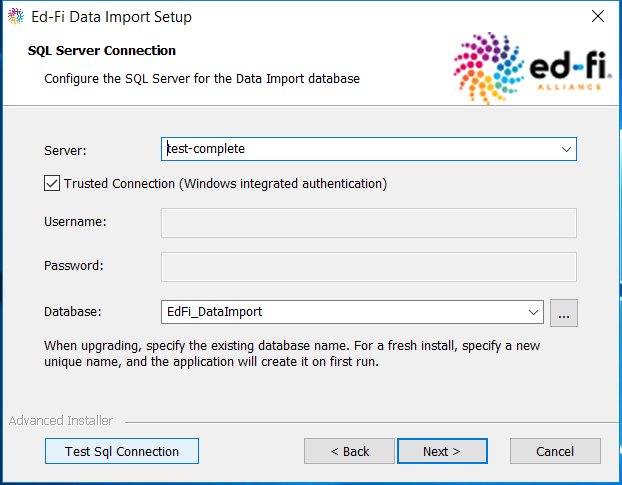 Ed-Fi Data Import Setup
SQL Server Connection
Configure the SQL Server for the Data Import database
ed-fi®
ALLIANCE
Server:
test-complete
Trusted Connection (Windows integrated authentication)
Username:
Password:
Database:
EdFi_DataImport
...
When upgrading, specify the existing database name. For a fresh install, specify a new
unique name, and the application will create it on first run.
Advanced Installer
Test Sql Connection
< Back
Next >
Cancel